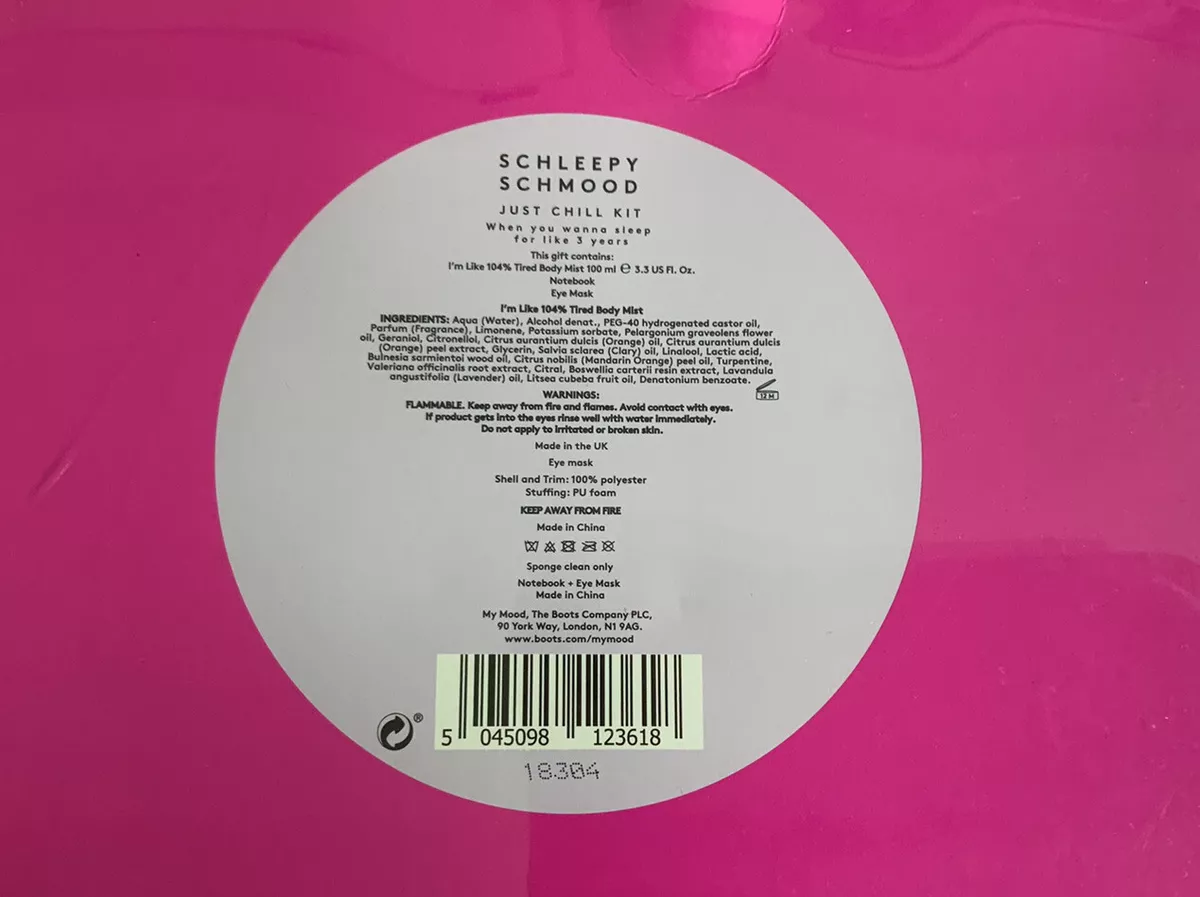 SCHLEEPY
SCHMOOD
JUST CHILL KIT
When you wanna sleep
for like 3 years
This gift contains:
I'm Like 104% Tired Body Mist 100 ml ℮ 3.3 US Fl. Oz.
Notebook
Eye Mask
I'm Like 104% Tired Body Mist
INGREDIENTS: Aqua (Water), Alcohol denat., PEG-40 hydrogenated castor oil,
Parfum (Fragrance), Limonene, Potassium sorbate, Pelargonium graveolens flower
oil, Geraniol, Citronellol, Citrus aurantium dulcis (Orange) oil, Citrus aurantium dulcis
(Orange) peel extract, Glycerin, Salvia sclarea (Clary) oil, Linalool, Lactic acid,
Bulnesia sarmientoi wood oil, Citrus nobilis (Mandarin Orange) peel oil, Turpentine,
Valeriana officinalis root extract, Citral, Boswellia carterii resin extract, Lavandula
angustifolia (Lavender) oil, Litsea cubeba fruit oil, Denatonium benzoate.
12 M
WARNINGS:
FLAMMABLE. Keep away from fire and flames. Avoid contact with eyes.
If product gets into the eyes rinse well with water immediately.
Do not apply to irritated or broken skin.
Made in the UK
Eye mask
Shell and Trim: 100% polyester
Stuffing: PU foam
KEEP AWAY FROM FIRE
Made in China
Sponge clean only
Notebook + Eye Mask
Made in China
My Mood, The Boots Company PLC,
90 York Way, London, N1 9AG.
www.boots.com/mymood
®
5 045098 123618
18304